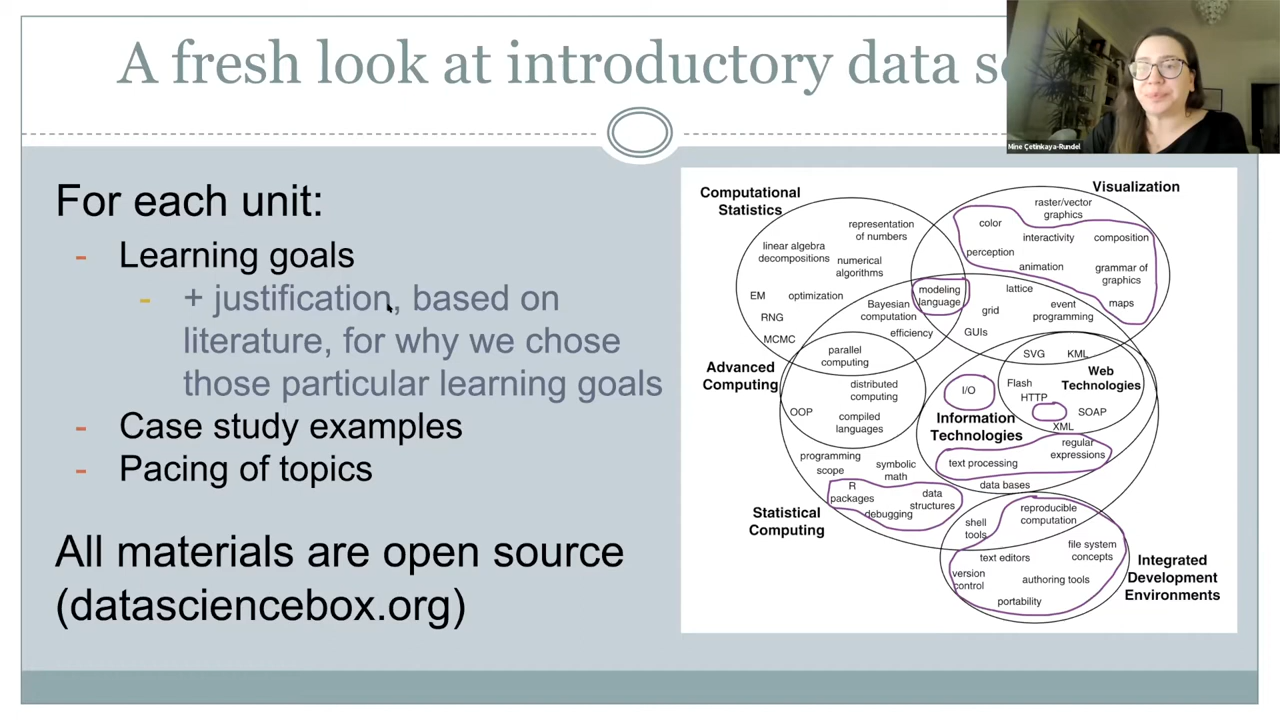 A fresh look at introductory data
Mine Çetinkaya-Rundel
For each unit:
- Learning goals
- + justification, based on
literature, for why we chose
those particular learning goals
- Case study examples
- Pacing of topics
All materials are open source
(datasciencebox.org)
Computational
Statistics
representation
of numbers
linear algebra
decompositions
numerical
algorithms
EM
optimization
RNG
MCMC
Bayesian
computation
efficiency
modeling
language
Visualization
raster/vector
graphics
color
interactivity
composition
perception
animation
grammar of
graphics
lattice
maps
grid
event
programming
GUIs
Advanced
Computing
parallel
computing
distributed
computing
OOP
compiled
languages
SVG
KML
Web
Technologies
Flash
HTTP
SOAP
XML
I/O
Information
Technologies
regular
expressions
text processing
data bases
programming
scope
symbolic
math
R
packages
data
structures
debugging
Statistical
Computing
shell
tools
reproducible
computation
text editors
file system
concepts
version
control
authoring tools
portability
Integrated
Development
Environments